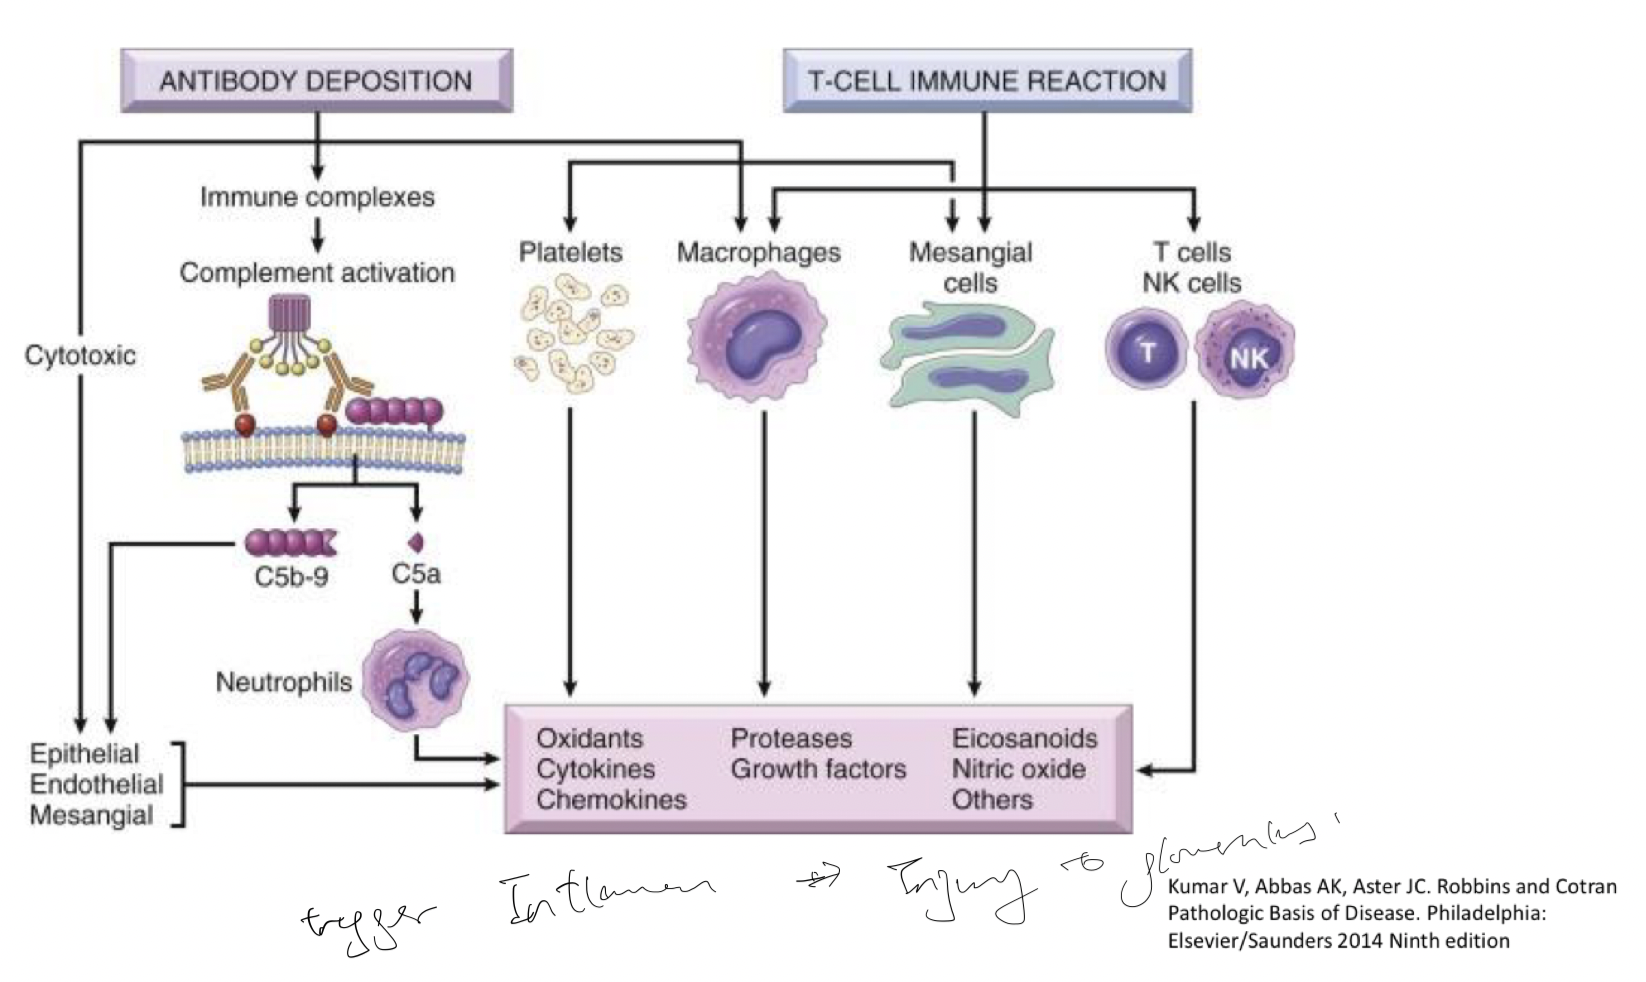 ANTIBODY DEPOSITION
T-CELL IMMUNE REACTION
Immune complexes
Complement activation
Platelets
Macrophages
Mesangial
cells
T cells
NK cells
T
NK
Cytotoxic
C5b-9
C5a
Neutrophils
Epithelial
Endothelial
Mesangial
Oxidants
Cytokines
Chemokines
Proteases
Growth factors
Eicosanoids
Nitric oxide
Others
trigger → Injury to glomerulus
Kumar V, Abbas AK, Aster JC. Robbins and Cotran
Pathologic Basis of Disease. Philadelphia:
Elsevier/Saunders 2014 Ninth edition